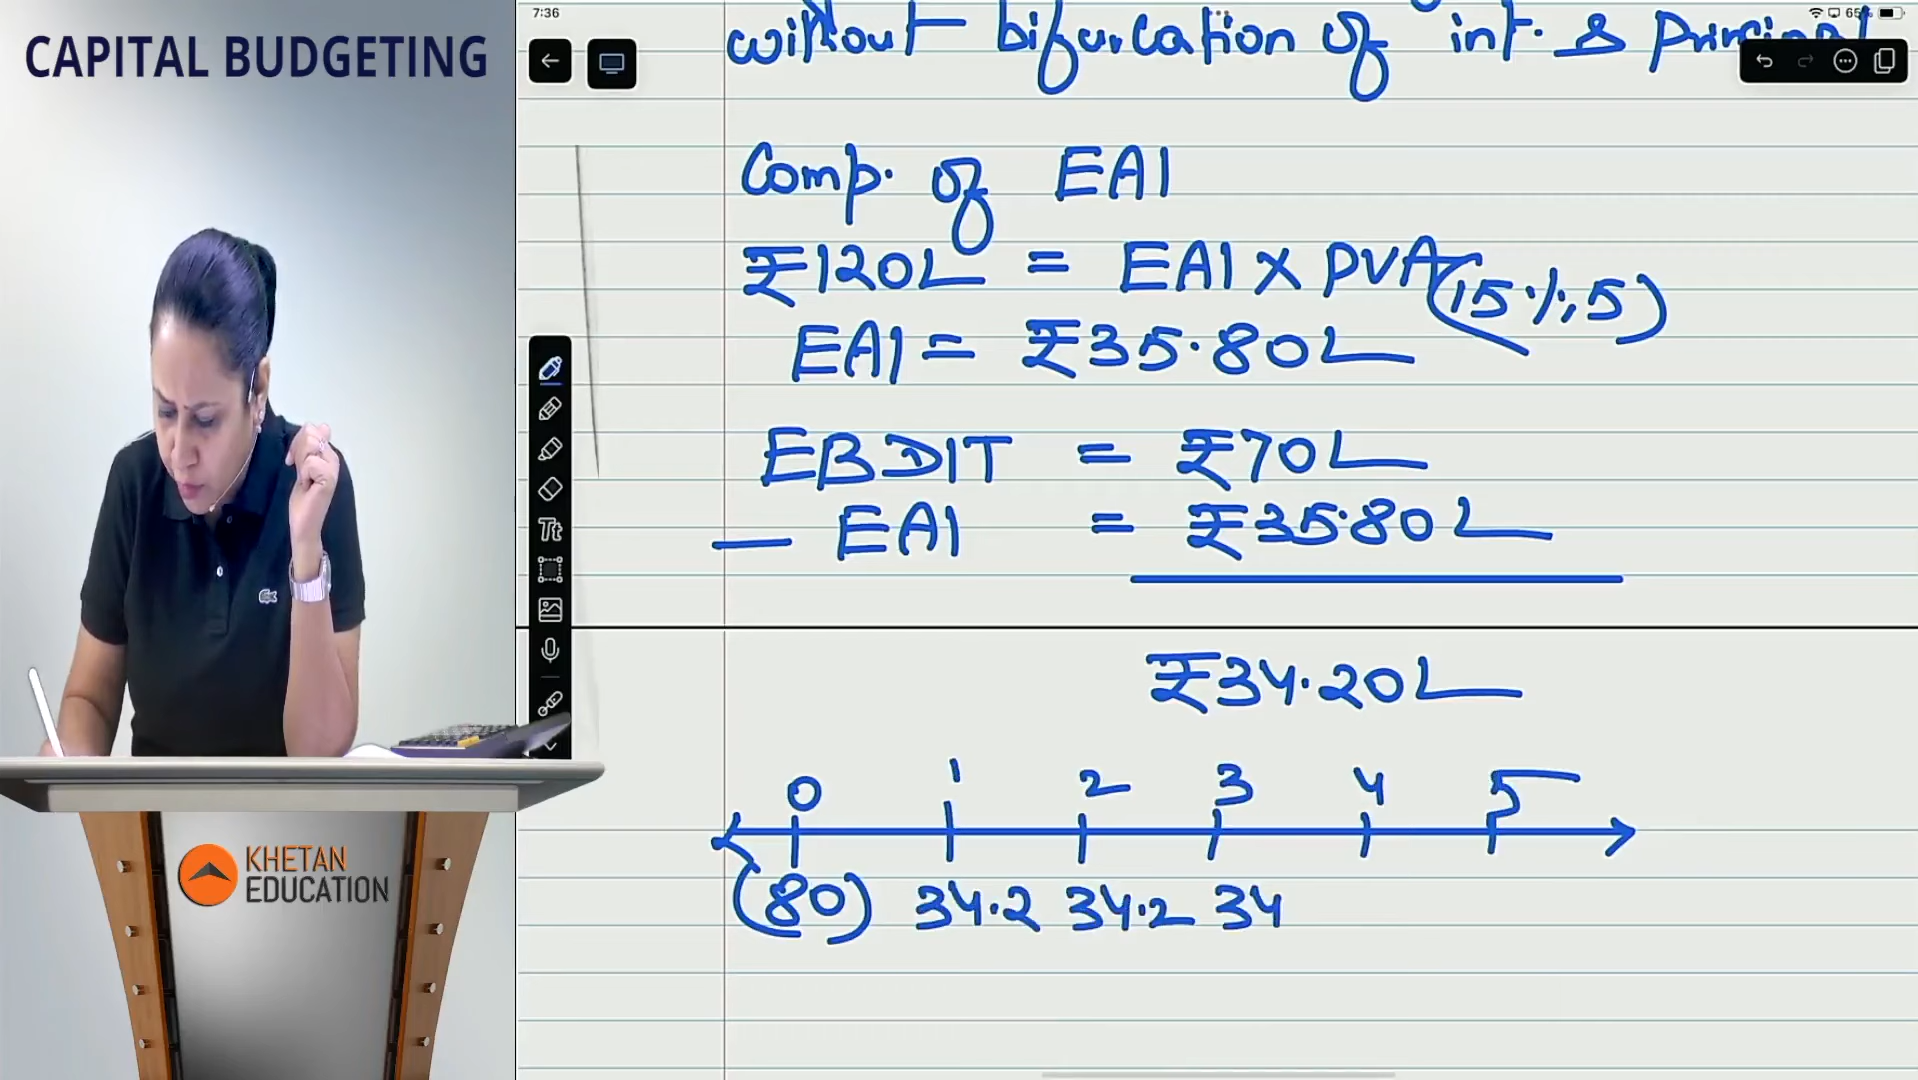 CAPITAL BUDGETING
7:36
65%
without bifurcation of int. & Principal
Comp. of EAI
₹120L = EAI x PVA(15%,5)
EAI = ₹35.80L
EBDIT = ₹70L
— EAI = ₹35.80L
₹34.20L
0 1 2 3 4 5
(80) 34.2 34.2 34
Tt
KHETAN
EDUCATION